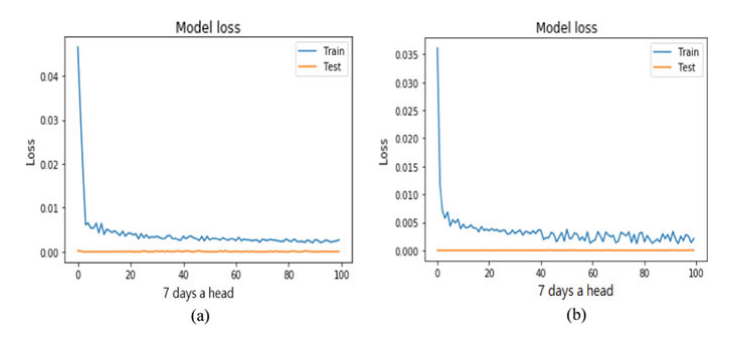 Model loss
Train
Test
0.04
0.03
0.02
0.01
0.00
Loss
0 20 40 60 80 100
7 days a head
(a)
Model loss
Train
Test
0.035
0.030
0.025
0.020
0.015
0.010
0.005
0.000
Loss
0 20 40 60 80 100
7 days a head
(b)